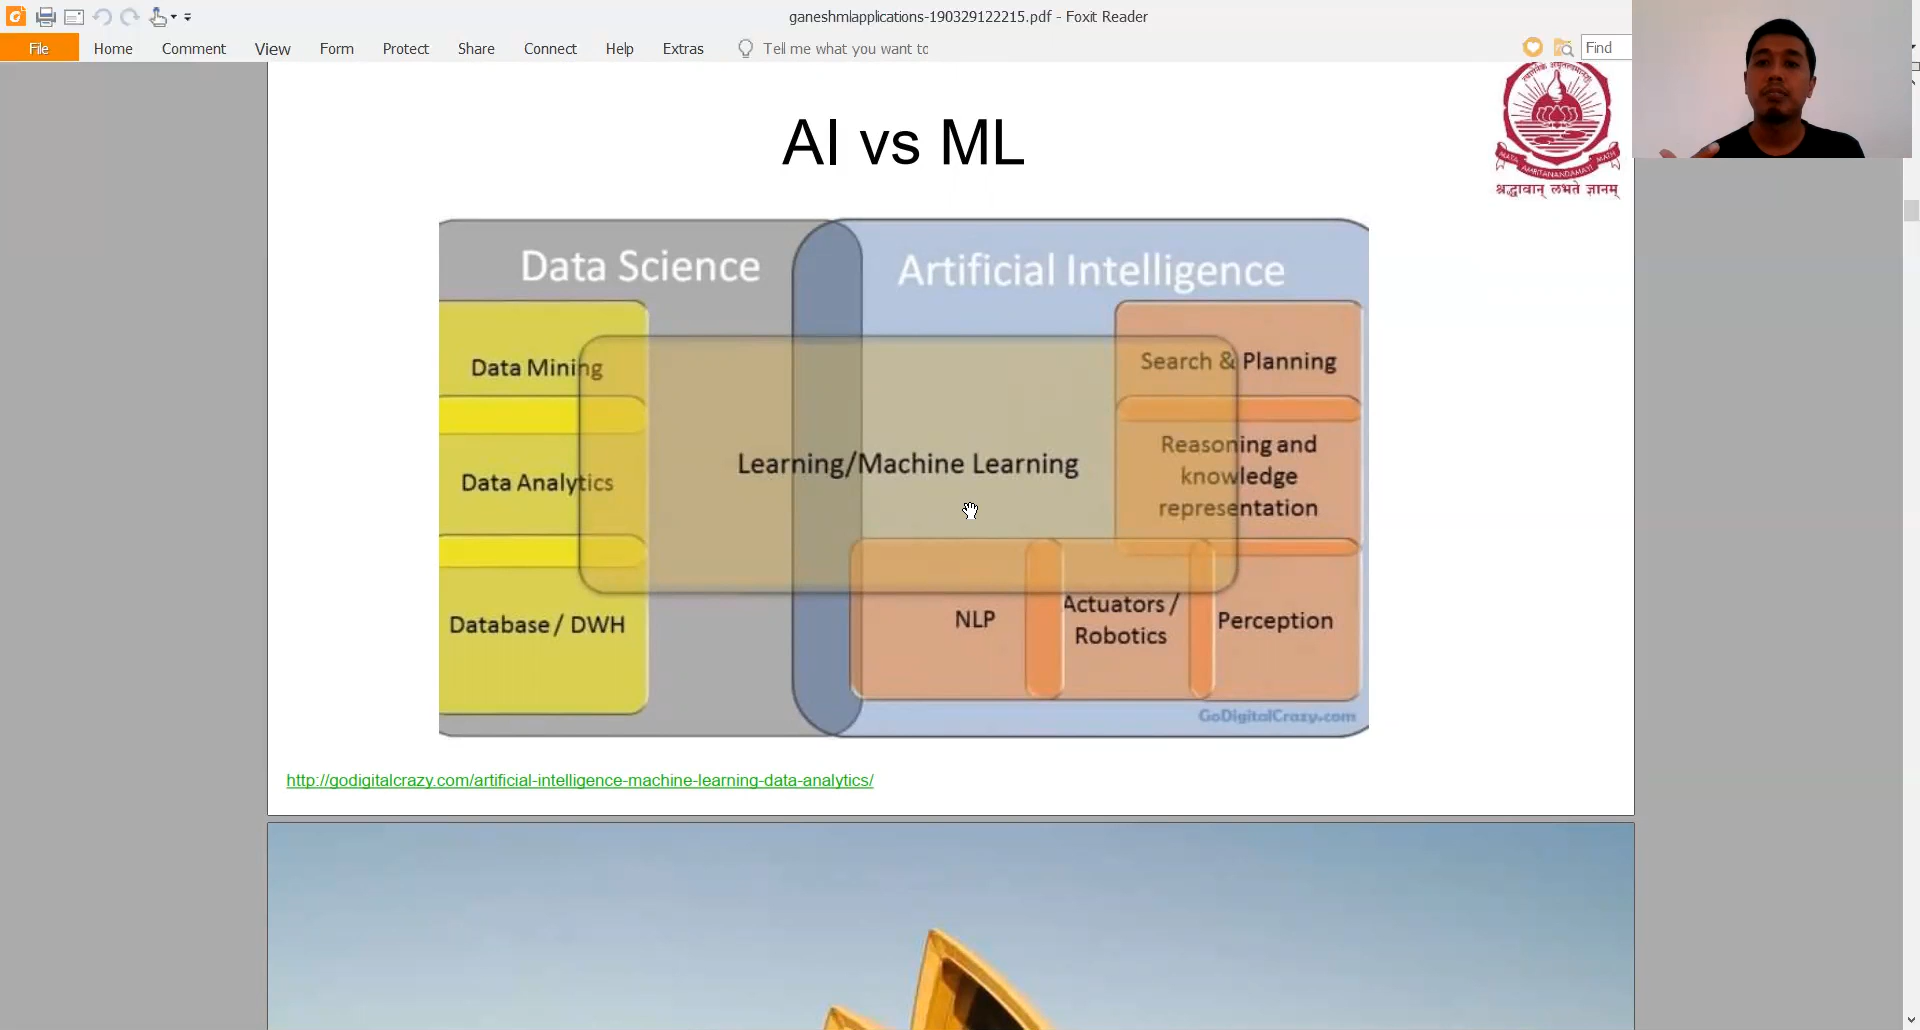 ganeshmlapplications-190329122215.pdf - Foxit Reader
File Home Comment View Form Protect Share Connect Help Extras Tell me what you want to Find
AI vs ML
MATA AMRITANANDAMAYI MATH
श्रद्धावान् लभते ज्ञानम्
Data Science
Artificial Intelligence
Data Mining
Search & Planning
Learning/Machine Learning
Reasoning and
knowledge
representation
Data Analytics
Database / DWH
NLP
Actuators /
Robotics
Perception
GoDigitalCrazy.com
http://godigitalcrazy.com/artificial-intelligence-machine-learning-data-analytics/